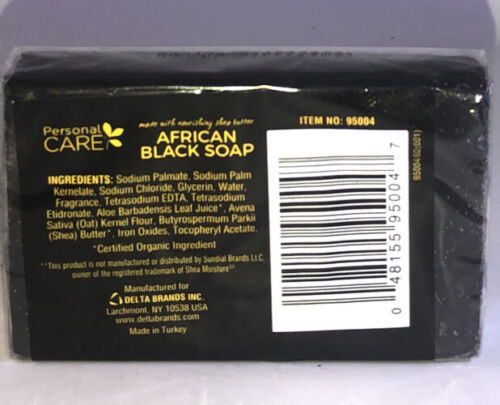 Personal
CARE
made with nourishing shea butter
AFRICAN
BLACK SOAP
INGREDIENTS: Sodium Palmate, Sodium Palm
Kernelate, Sodium Chloride, Glycerin, Water,
Fragrance, Tetrasodium EDTA, Tetrasodium
Etidronate, Aloe Barbadensis Leaf Juice*, Avena
Sativa (Oat) Kernel Flour, Butyrospermum Parkii
(Shea) Butter*, Iron Oxides, Tocopheryl Acetate.
*Certified Organic Ingredient
**This product is not manufactured or distributed by Sundial Brands LLC,
owner of the registered trademark of Shea Moisture®
Manufactured for
DELTA BRANDS INC.
Larchmont, NY 10538 USA
www.deltabrands.com
Made in Turkey
ITEM NO: 95004
0 48155 95004 7
95004(02/001)